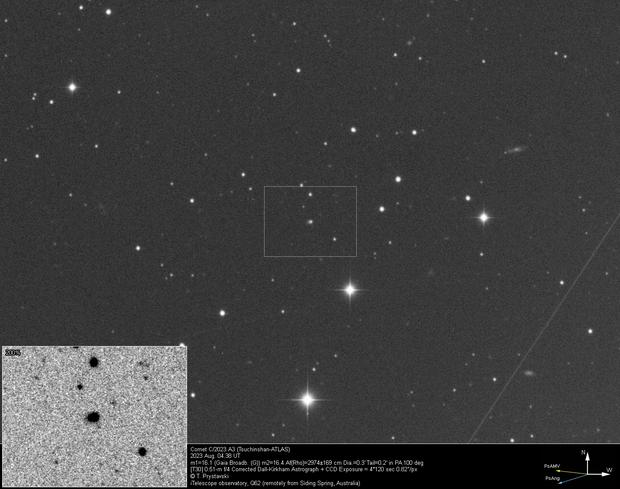 200%
Comet C/2023 A3 (Tsuchinshan-ATLAS)
2023 Aug. 04.38 UT
m1=16.1 (Gaia Broadb. (G)) m2=16.4 Af(Rho)=2974±169 cm Dia.=0.3' Tail=0.2' in PA:100 deg
[T30] 0.51-m f/4 Corrected Dall-Kirkham Astrograph + CCD Exposure = 4*120 sec 0.82"/px
© T. Prystavski
iTelescope observatory, Q62 (remotely from Siding Spring, Australia)
N
PsAMV
W
PsAng